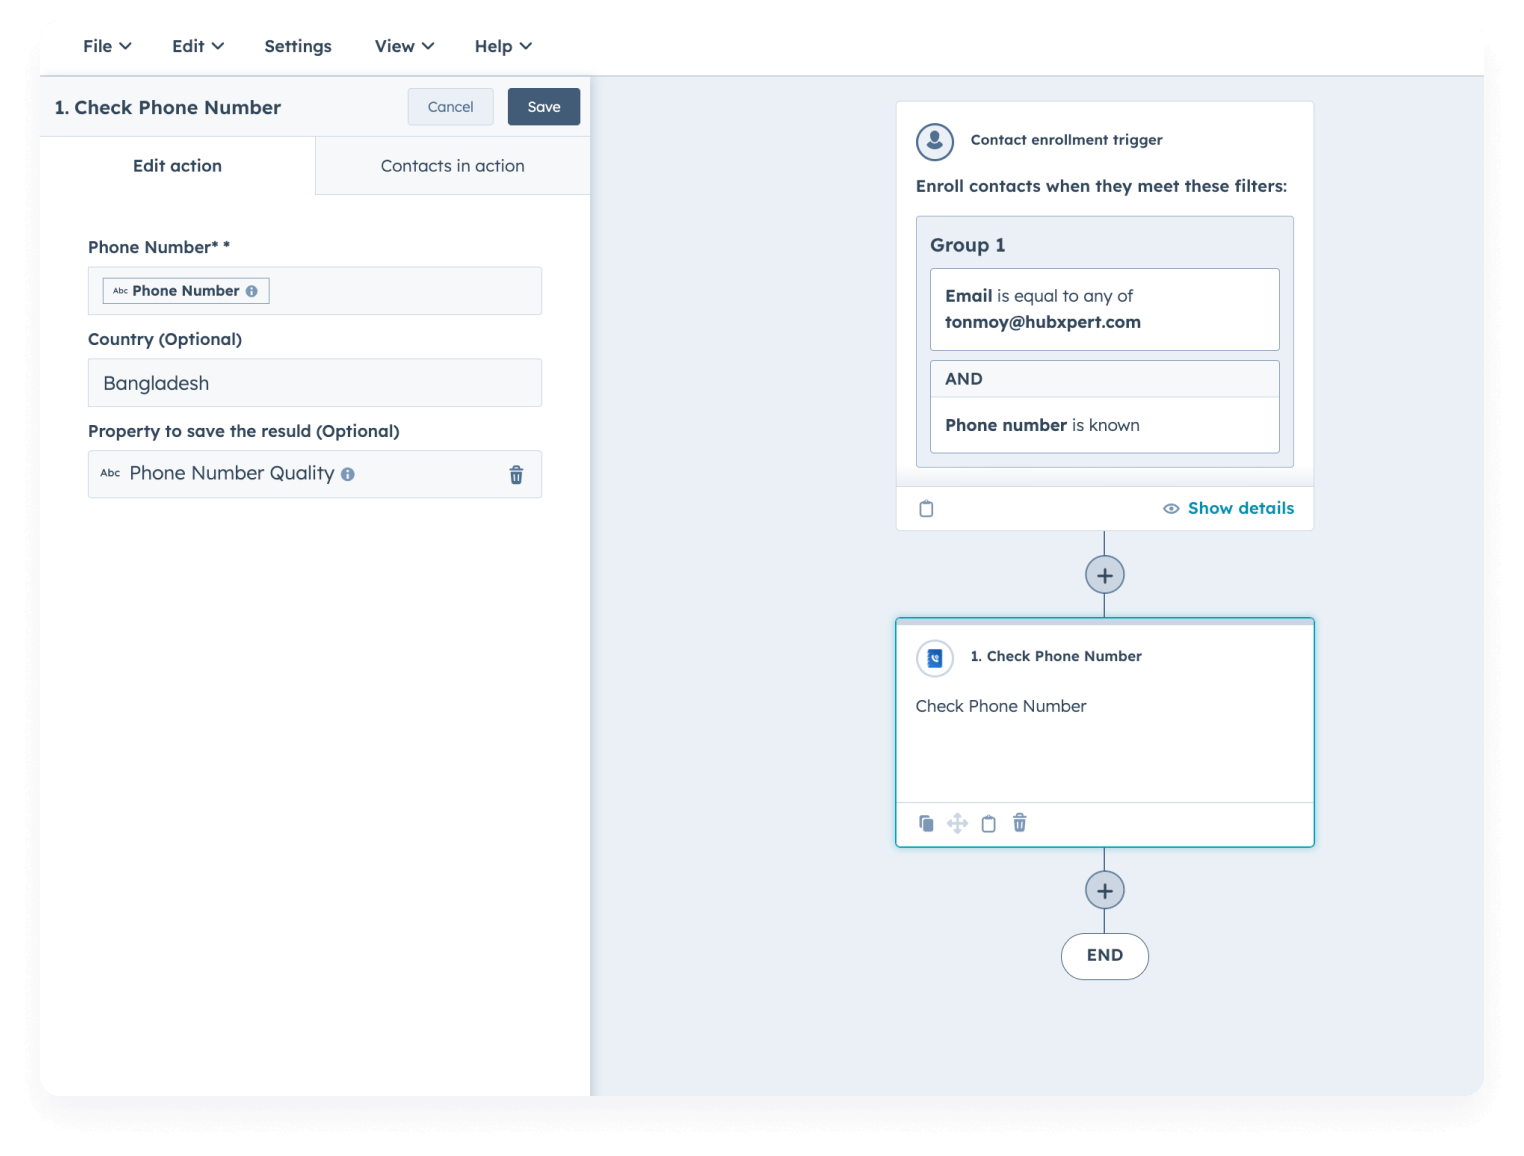 File Edit Settings View Help
1. Check Phone Number
Cancel
Save
Edit action
Contacts in action
Phone Number* *
Abc Phone Number
Country (Optional)
Bangladesh
Property to save the resuld (Optional)
Abc Phone Number Quality
Contact enrollment trigger
Enroll contacts when they meet these filters:
Group 1
Email is equal to any of
tonmoy@hubxpert.com
AND
Phone number is known
Show details
1. Check Phone Number
Check Phone Number
END